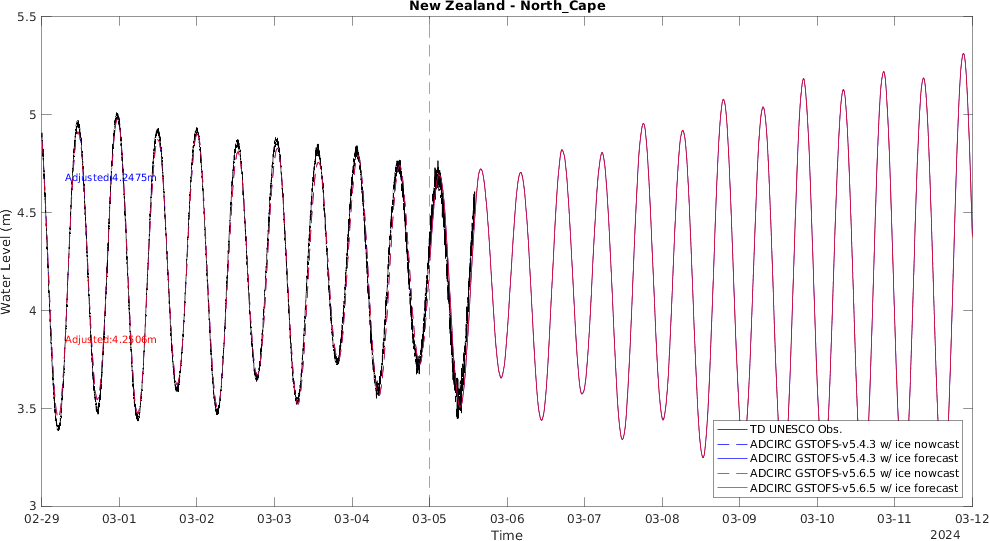 New Zealand - North_Cape
Water Level (m)
5.5
5
4.5
4
3.5
3
Adjusted:4.2475m
Adjusted:4.2506m
TD UNESCO Obs.
ADCIRC GSTOFS-v5.4.3 w/ ice nowcast
ADCIRC GSTOFS-v5.4.3 w/ ice forecast
ADCIRC GSTOFS-v5.6.5 w/ ice nowcast
ADCIRC GSTOFS-v5.6.5 w/ ice forecast
02-29 03-01 03-02 03-03 03-04 03-05 03-06 03-07 03-08 03-09 03-10 03-11 03-12
Time
2024